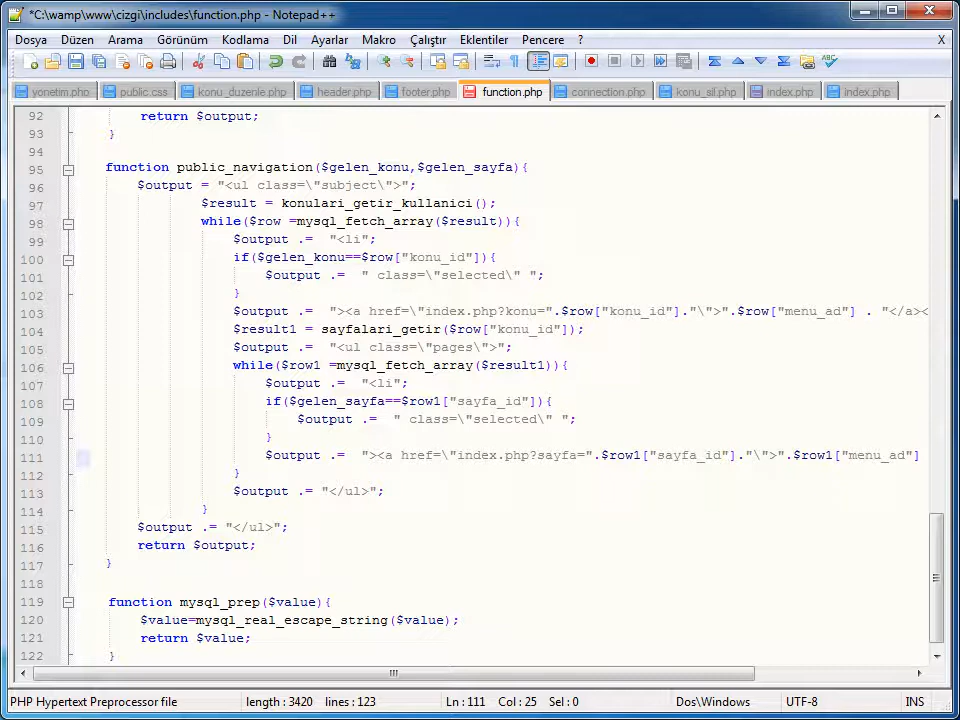 *C:\wamp\www\cizgi\includes\function.php - Notepad++
Dosya Düzen Arama Görünüm Kodlama Dil Ayarlar Makro Çalıştır Eklentiler Pencere ? X
yonetim.php public.css konu_duzenle.php header.php footer.php function.php connection.php konu_sil.php index.php index.php
92 return $output;
93 }
94
95 function public_navigation($gelen_konu,$gelen_sayfa){
96 $output = "<ul class=\"subject\">";
97 $result = konulari_getir_kullanici();
98 while($row =mysql_fetch_array($result)){
99 $output .= "<li";
100 if($gelen_konu==$row["konu_id"]){
101 $output .= " class=\"selected\" ";
102 }
103 $output .= "><a href=\"index.php?konu=".$row["konu_id"]."\">".$row["menu_ad"] . "</a><
104 $result1 = sayfalari_getir($row["konu_id"]);
105 $output .= "<ul class=\"pages\">";
106 while($row1 =mysql_fetch_array($result1)){
107 $output .= "<li";
108 if($gelen_sayfa==$row1["sayfa_id"]){
109 $output .= " class=\"selected\" ";
110 }
111 $output .= "><a href=\"index.php?sayfa=".$row1["sayfa_id"]."\">".$row1["menu_ad"]
112 }
113 $output .= "</ul>";
114 }
115 $output .= "</ul>";
116 return $output;
117 }
118
119 function mysql_prep($value){
120 $value=mysql_real_escape_string($value);
121 return $value;
122 }
PHP Hypertext Preprocessor file length : 3420 lines : 123 Ln : 111 Col : 25 Sel : 0 Dos\Windows UTF-8 INS